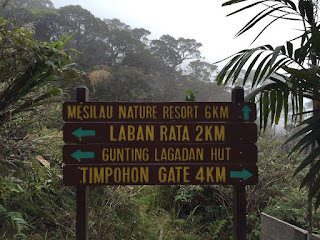 MESILAU NATURE RESORT 6KM
LABAN RATA 2KM
GUNTING LAGADAN HUT
TIMPOHON GATE 4KM